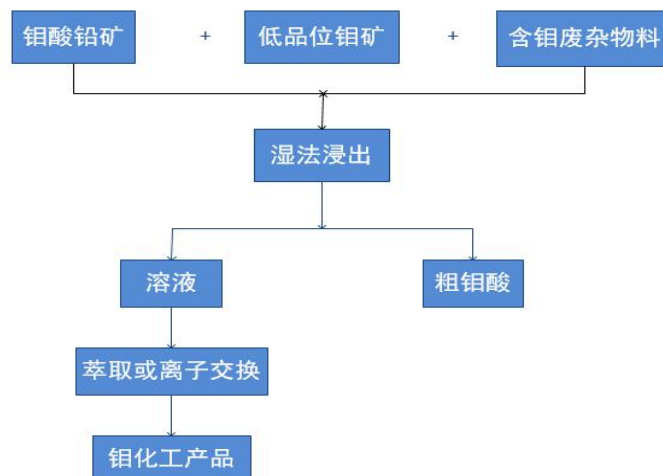 钼酸铅矿 + 低品位钼矿 + 含钼废杂物料
湿法浸出
溶液 粗钼酸
萃取或离子交换
钼化工产品